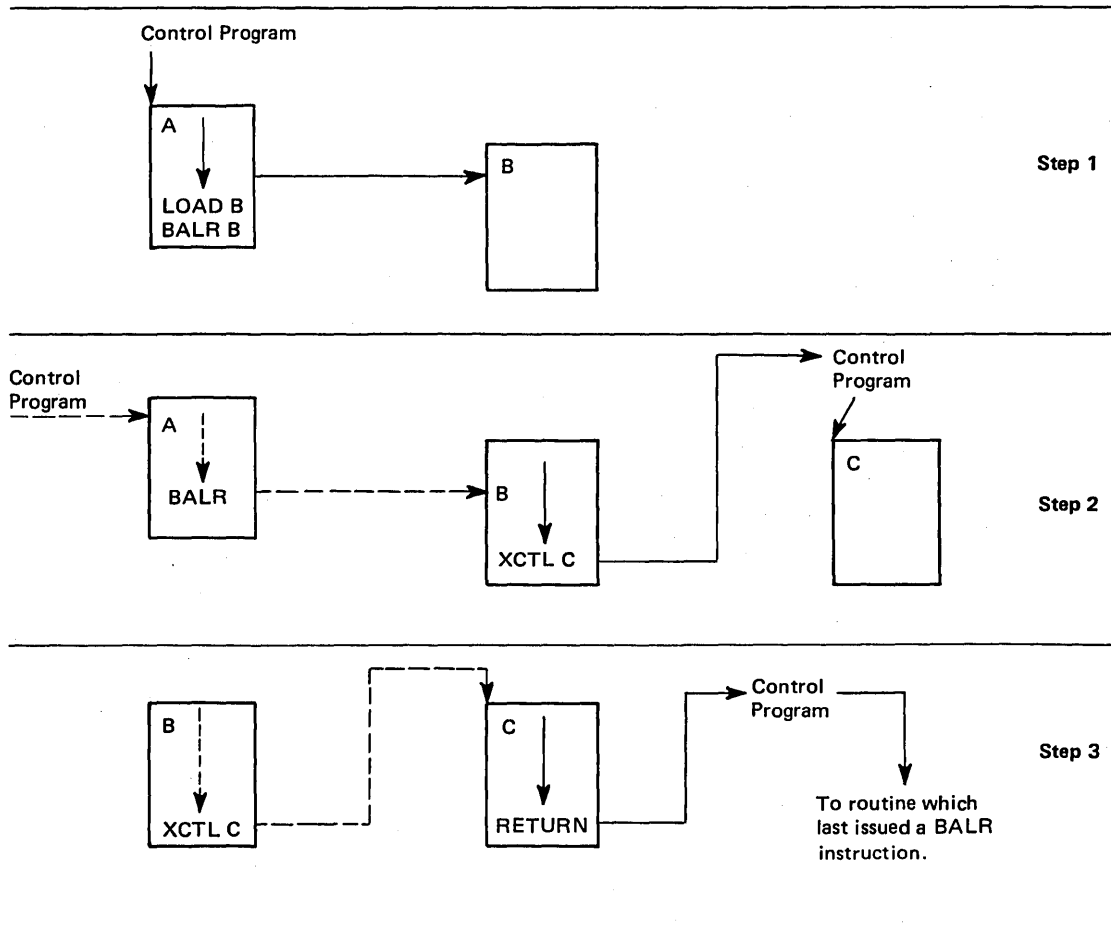 Control Program
A
LOAD B
BALR B
B
Step 1
Control
Program
A
BALR
B
XCTL C
Control
Program
C
Step 2
B
XCTL C
C
RETURN
Control
Program
To routine which
last issued a BALR
instruction.
Step 3